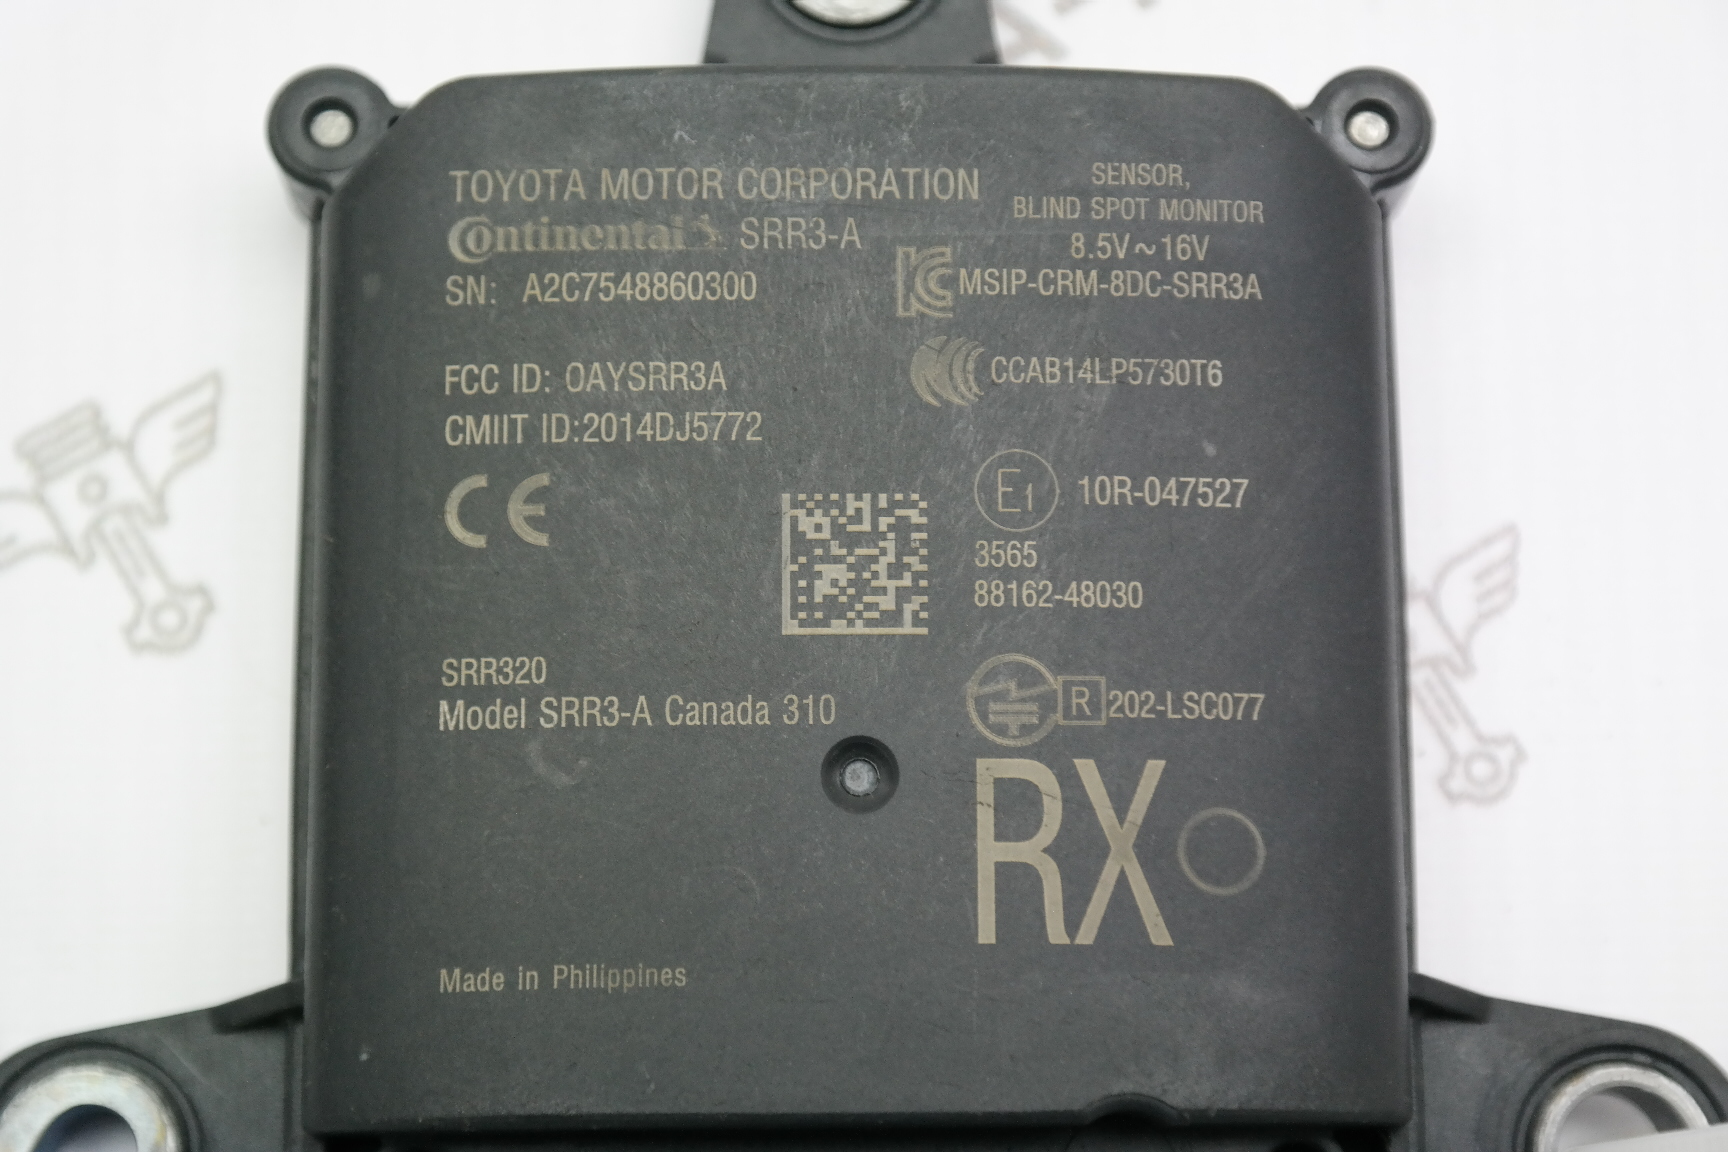 TOYOTA MOTOR CORPORATION
Continental SRR3-A
SN: A2C7548860300
SENSOR,
BLIND SPOT MONITOR
8.5V~16V
MSIP-CRM-8DC-SRR3A
FCC ID: OAYSRR3A
CMIIT ID:2014DJ5772
CCAB14LP5730T6
CE
E1 10R-047527
3565
88162-48030
SRR320
Model SRR3-A Canada 310
R 202-LSC077
RX
Made in Philippines